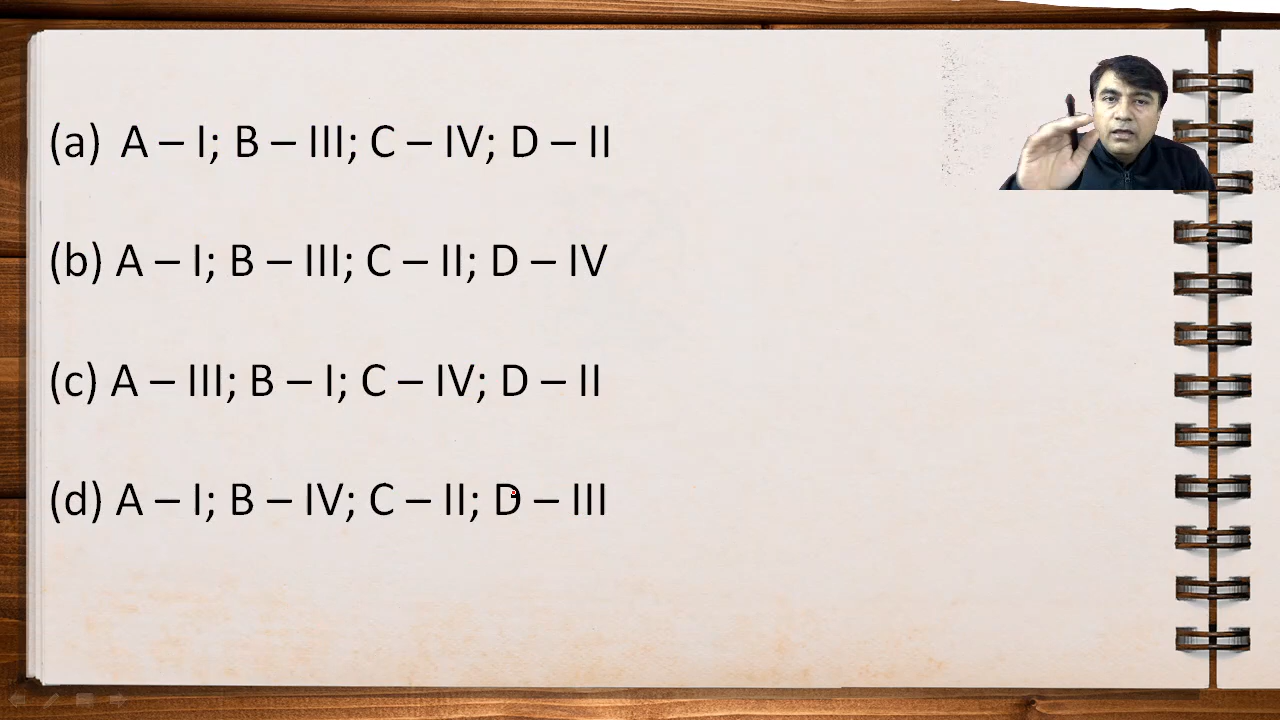 (a) A – I; B – III; C – IV; D – II
(b) A – I; B – III; C – II; D – IV
(c) A – III; B – I; C – IV; D – II
(d) A – I; B – IV; C – II; D – III